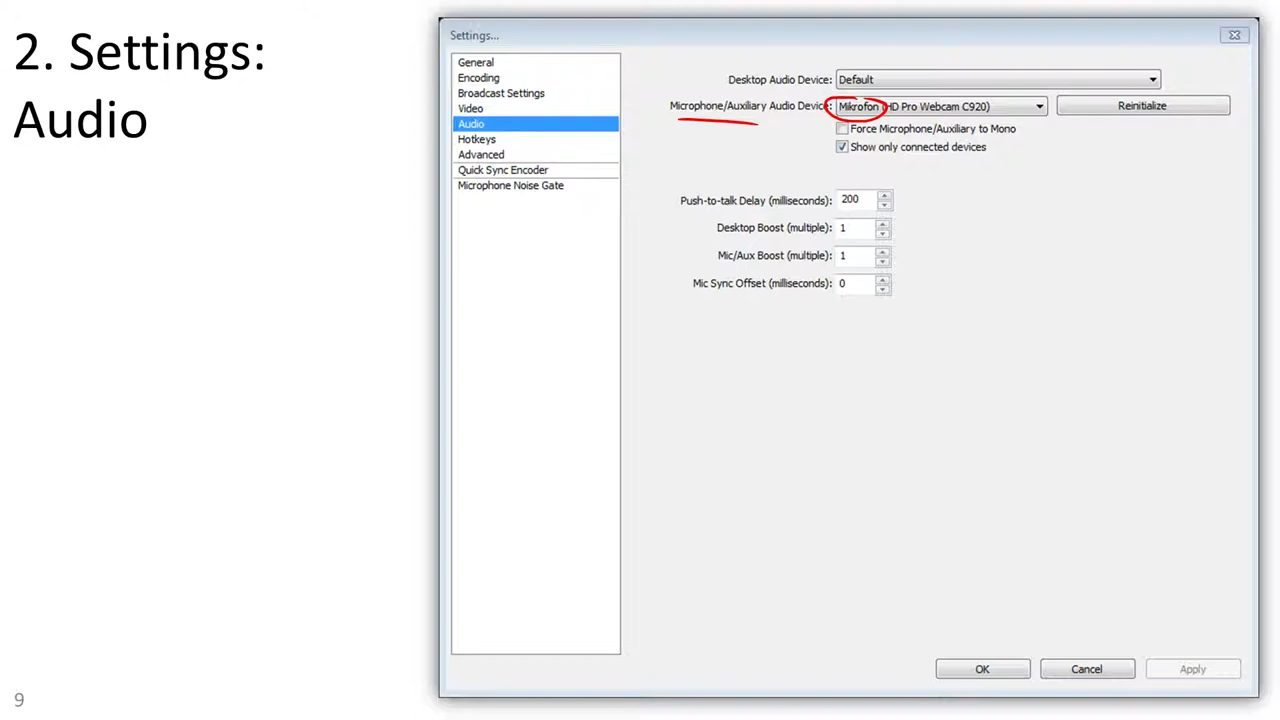 2. Settings:
Audio
Settings...
General
Encoding
Broadcast Settings
Video
Audio
Hotkeys
Advanced
Quick Sync Encoder
Microphone Noise Gate
Desktop Audio Device: Default
Microphone/Auxiliary Audio Device: Mikrofon (HD Pro Webcam C920) Reinitialize
Force Microphone/Auxiliary to Mono
Show only connected devices
Push-to-talk Delay (milliseconds): 200
Desktop Boost (multiple): 1
Mic/Aux Boost (multiple): 1
Mic Sync Offset (milliseconds): 0
OK Cancel Apply
9